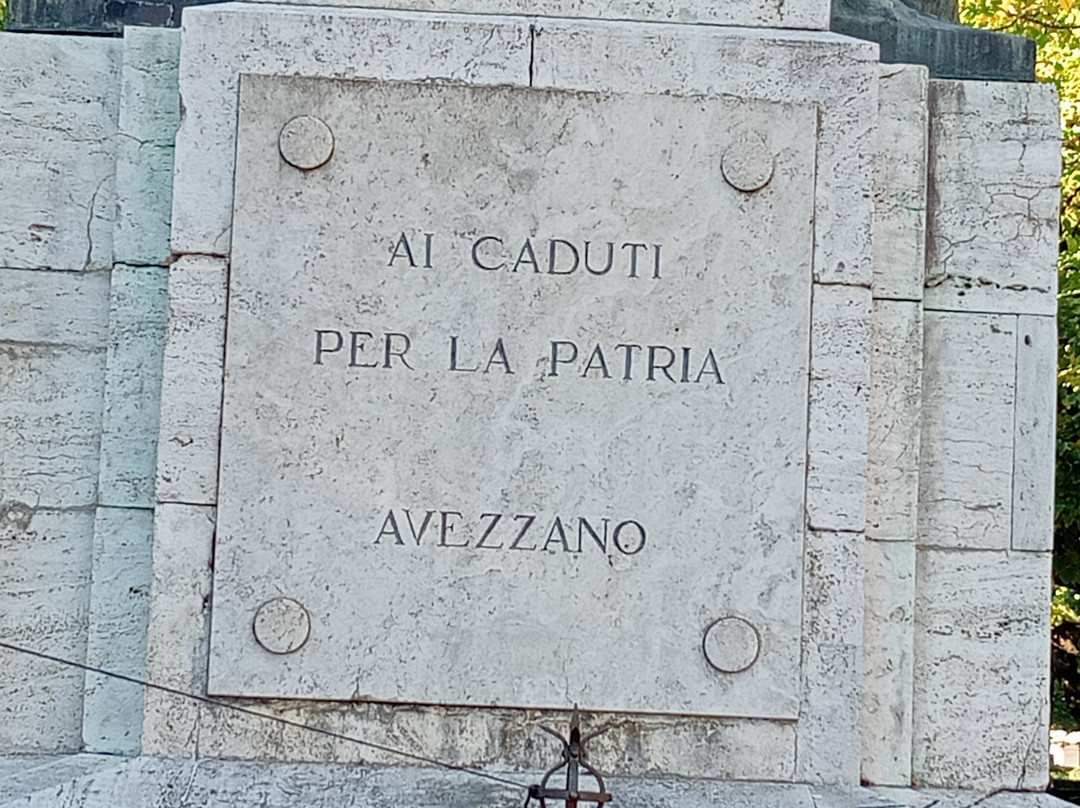 AI CADUTI
PER LA PATRIA
AVEZZANO